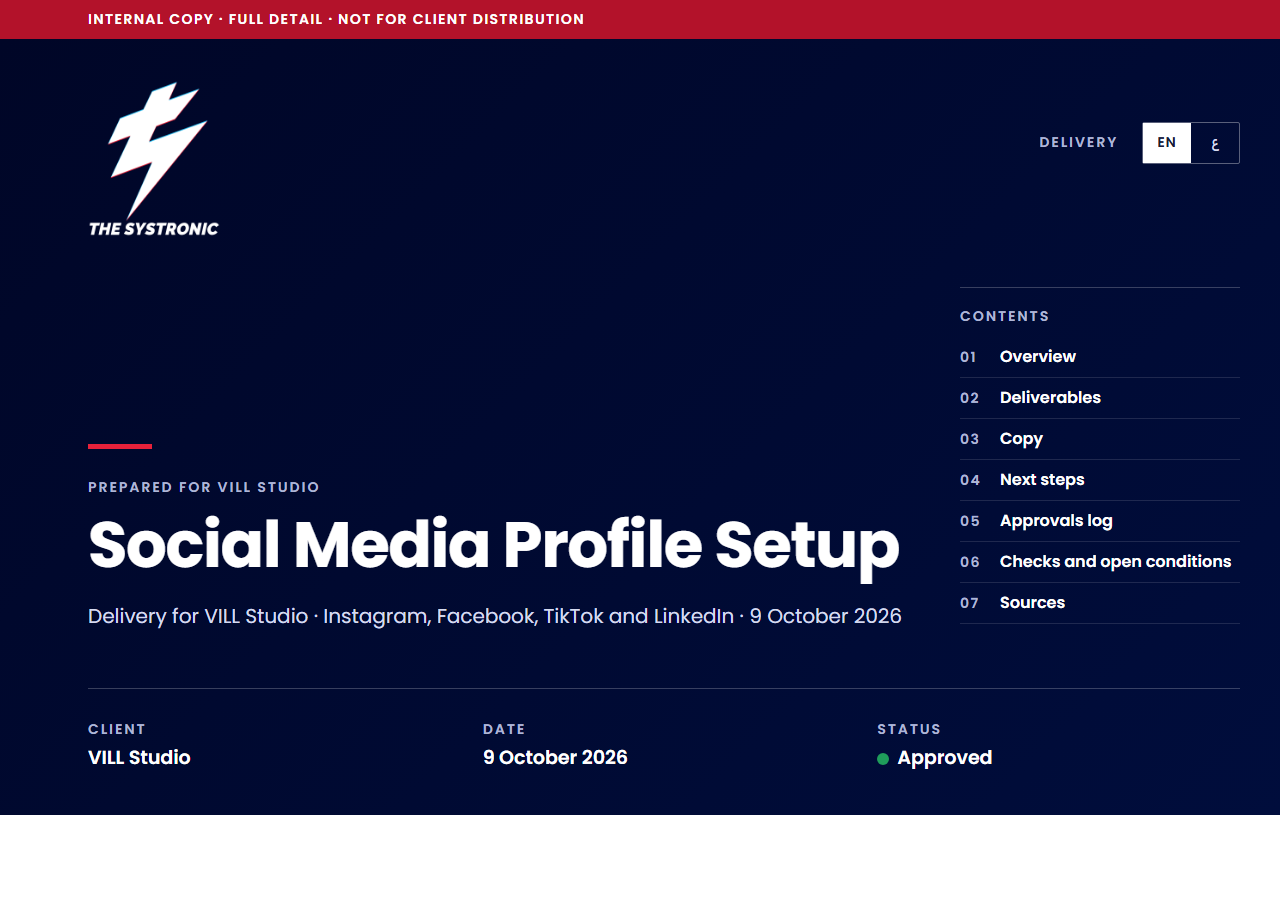 INTERNAL COPY · FULL DETAIL · NOT FOR CLIENT DISTRIBUTION
THE SYSTRONIC
DELIVERY
EN
ع
CONTENTS
01 Overview
02 Deliverables
03 Copy
04 Next steps
05 Approvals log
06 Checks and open conditions
07 Sources
PREPARED FOR VILL STUDIO
Social Media Profile Setup
Delivery for VILL Studio · Instagram, Facebook, TikTok and LinkedIn · 9 October 2026
CLIENT
VILL Studio
DATE
9 October 2026
STATUS
Approved